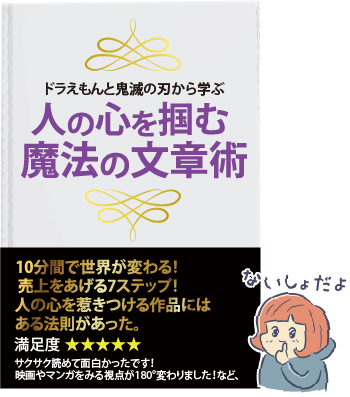 ドラえもんと鬼滅の刃から学ぶ
人の心を掴む
魔法の文章術
10分間で世界が変わる!
売上をあげる7ステップ!
人の心を惹きつける作品には
ある法則があった。
満足度 ★★★★★
サクサク読めて面白かったです!
映画やマンガをみる視点が180°変わりました!など、
ないしょだよ